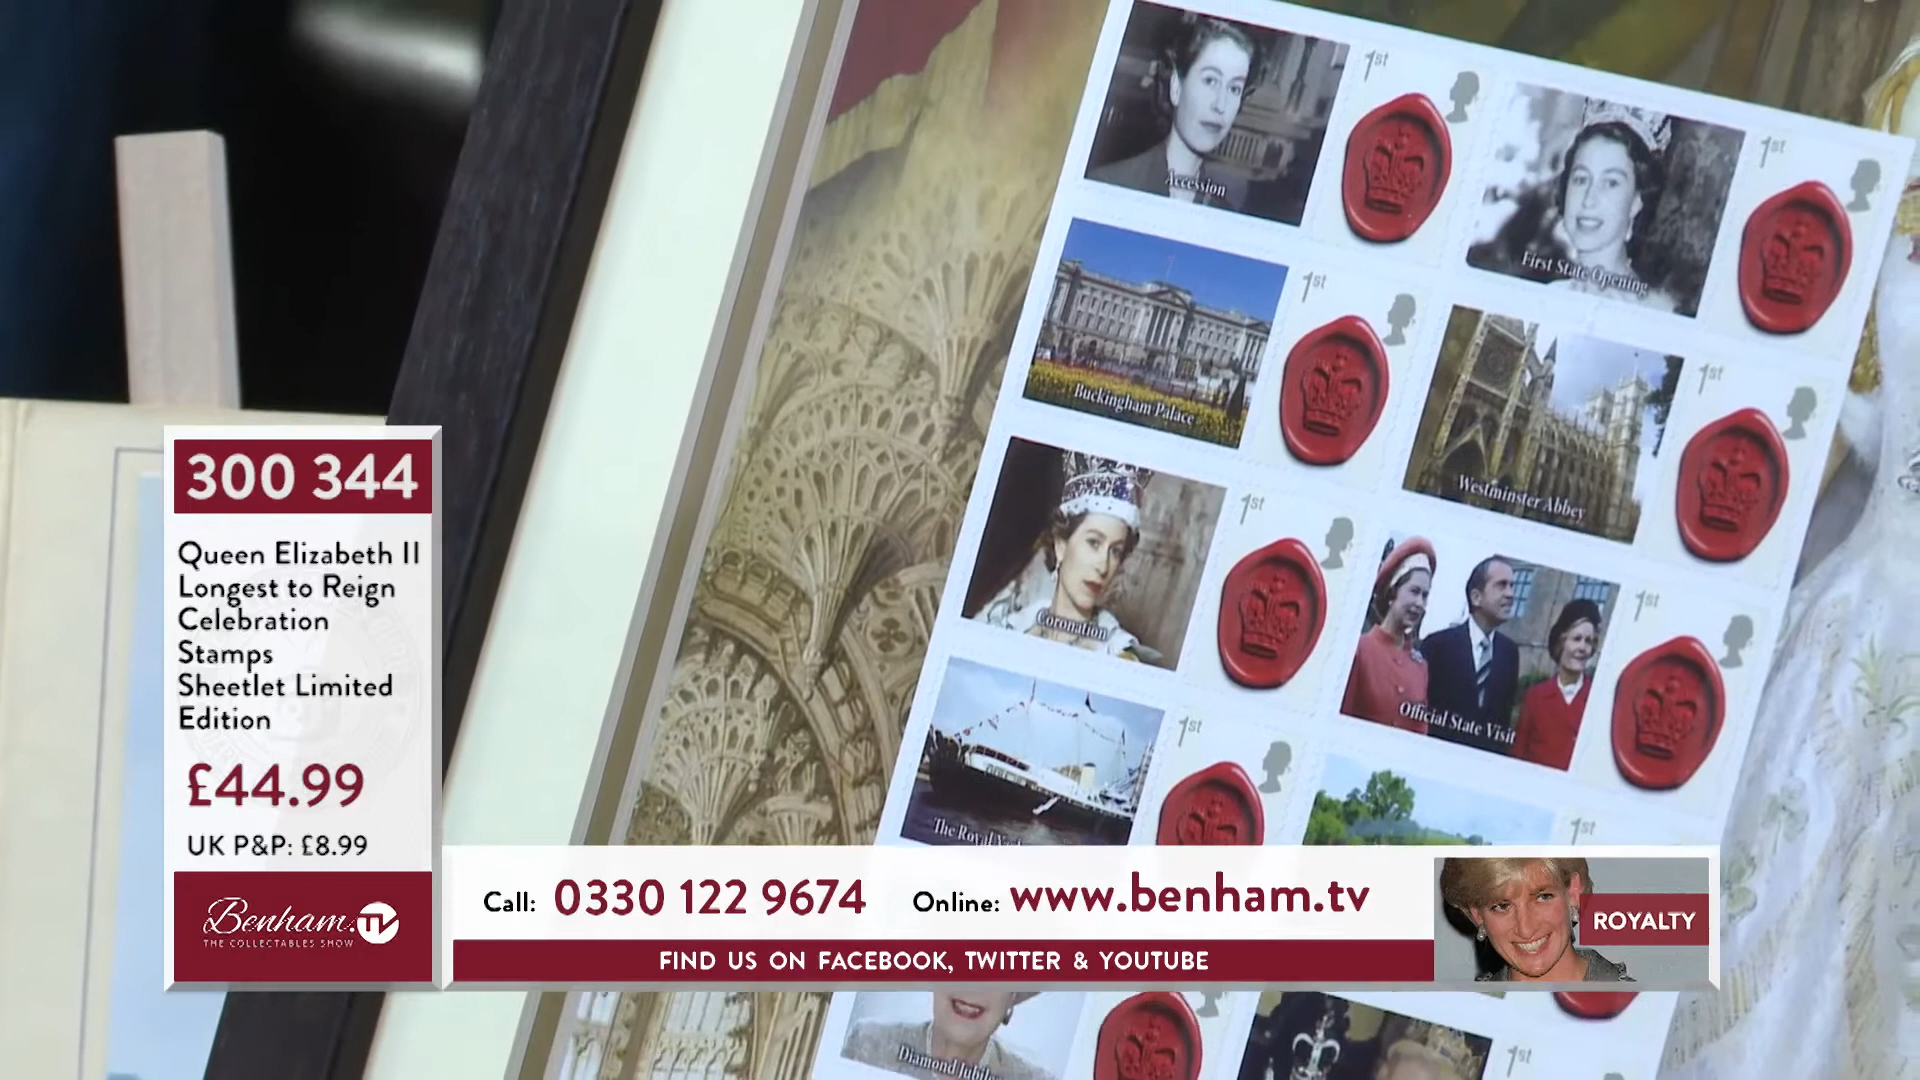 1st
Accession
1st
First State Opening
1st
Buckingham Palace
1st
Westminster Abbey
1st
Coronation
1st
Official State Visit
1st
The Royal
1st
300 344
Queen Elizabeth II
Longest to Reign
Celebration
Stamps
Sheetlet Limited
Edition
£44.99
UK P&P: £8.99
Benham.TV
THE COLLECTABLES SHOW
Call: 0330 122 9674
Online: www.benham.tv
FIND US ON FACEBOOK, TWITTER & YOUTUBE
ROYALTY
Diamond
1st